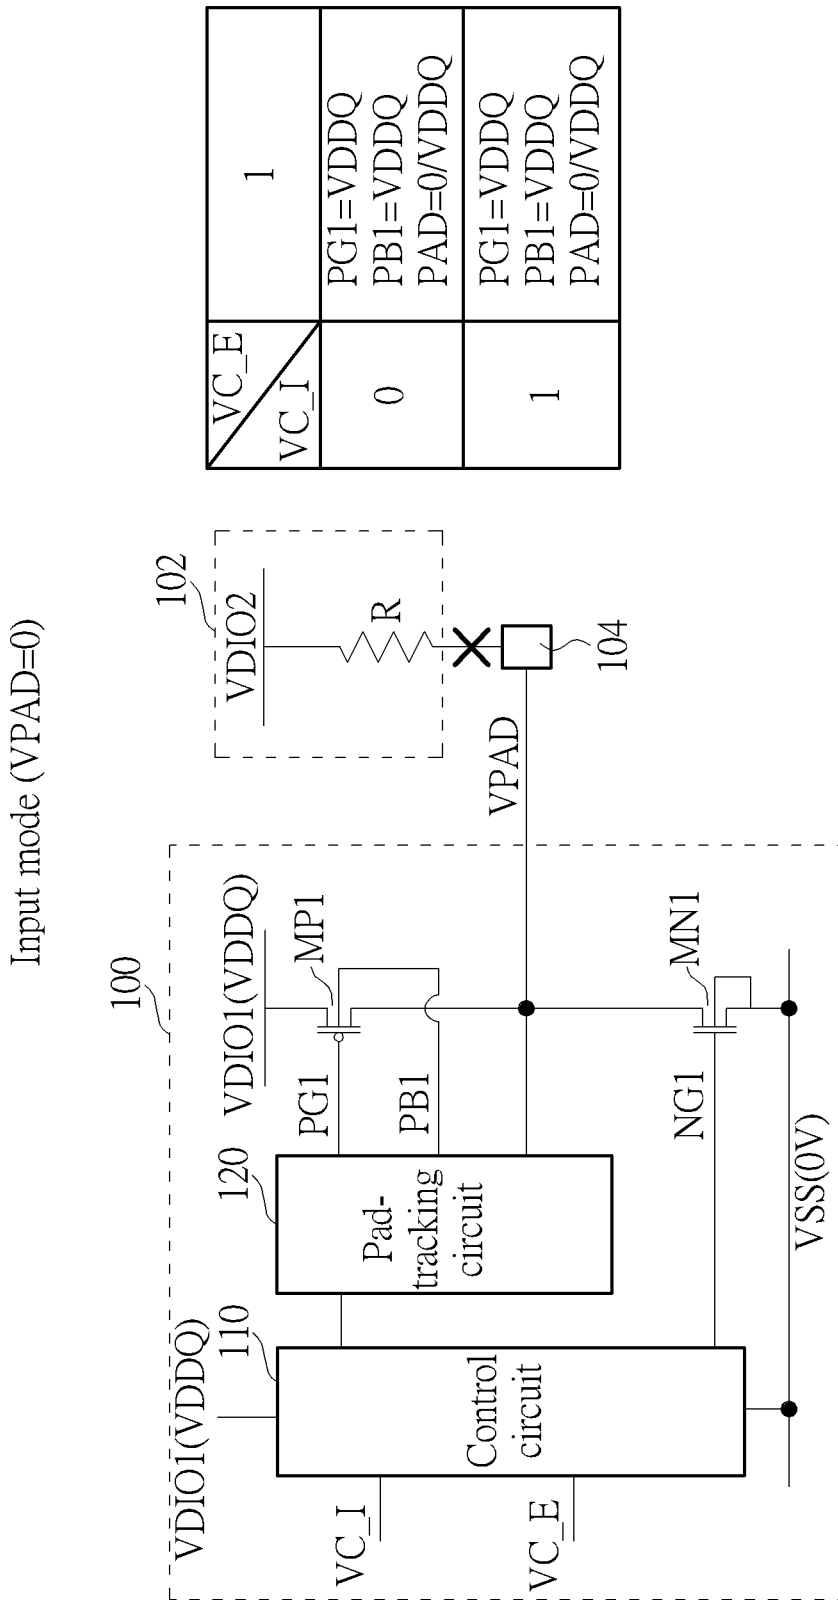 Input mode (VPAD=0)
100
VDIO1(VDDQ)
110
120
VDIO1(VDDQ)
MP1
PG1
PB1
VC_I
VC_E
Control
circuit
Pad-
tracking
circuit
NG1
MN1
VSS(0V)
VPAD
102
VDIO2
R
104
VC_E
VC_I
1
0
PG1=VDDQ
PB1=VDDQ
PAD=0/VDDQ
1
PG1=VDDQ
PB1=VDDQ
PAD=0/VDDQ